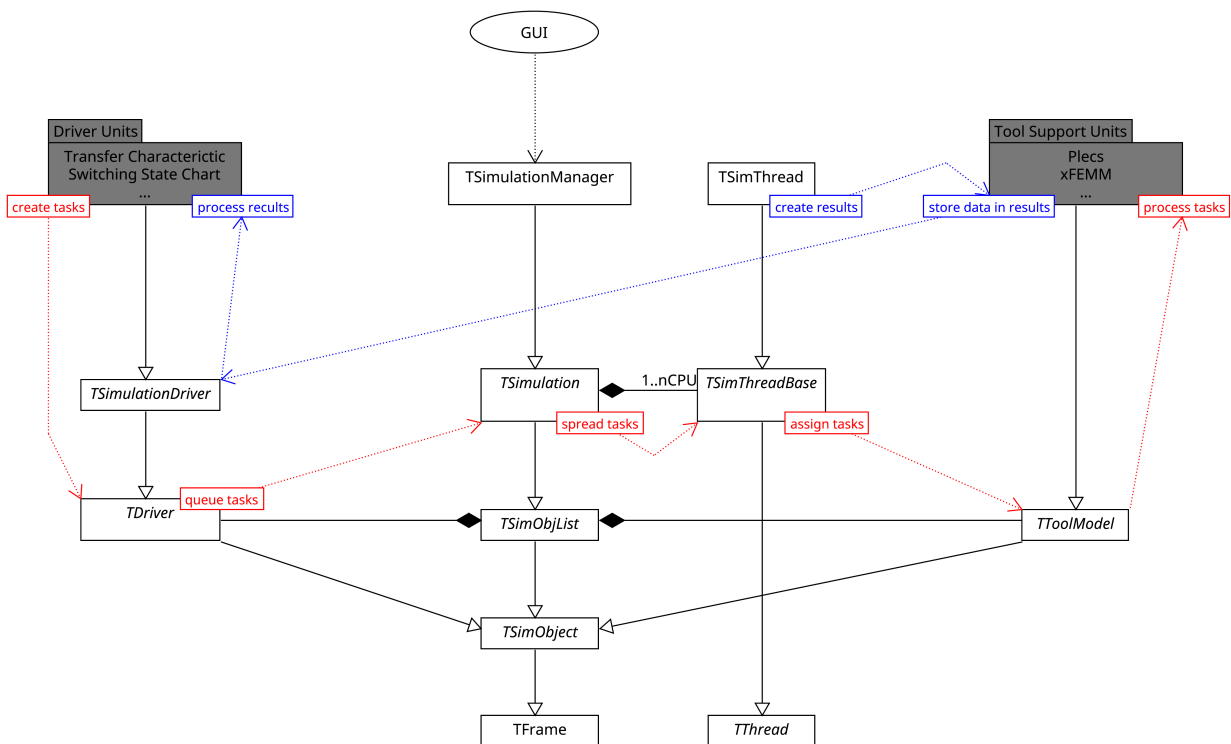 GUI
Driver Units
Transfer Characterictic
Switching State Chart
...
create tasks
process recults
TSimulationManager
TSimThread
create results
Tool Support Units
Plecs
xFEMM
...
store data in results
process tasks
TSimulationDriver
TSimulation
1..nCPU
TSimThreadBase
spread tasks
assign tasks
queue tasks
TDriver
TSimObjList
TToolModel
TSimObject
TFrame
TThread